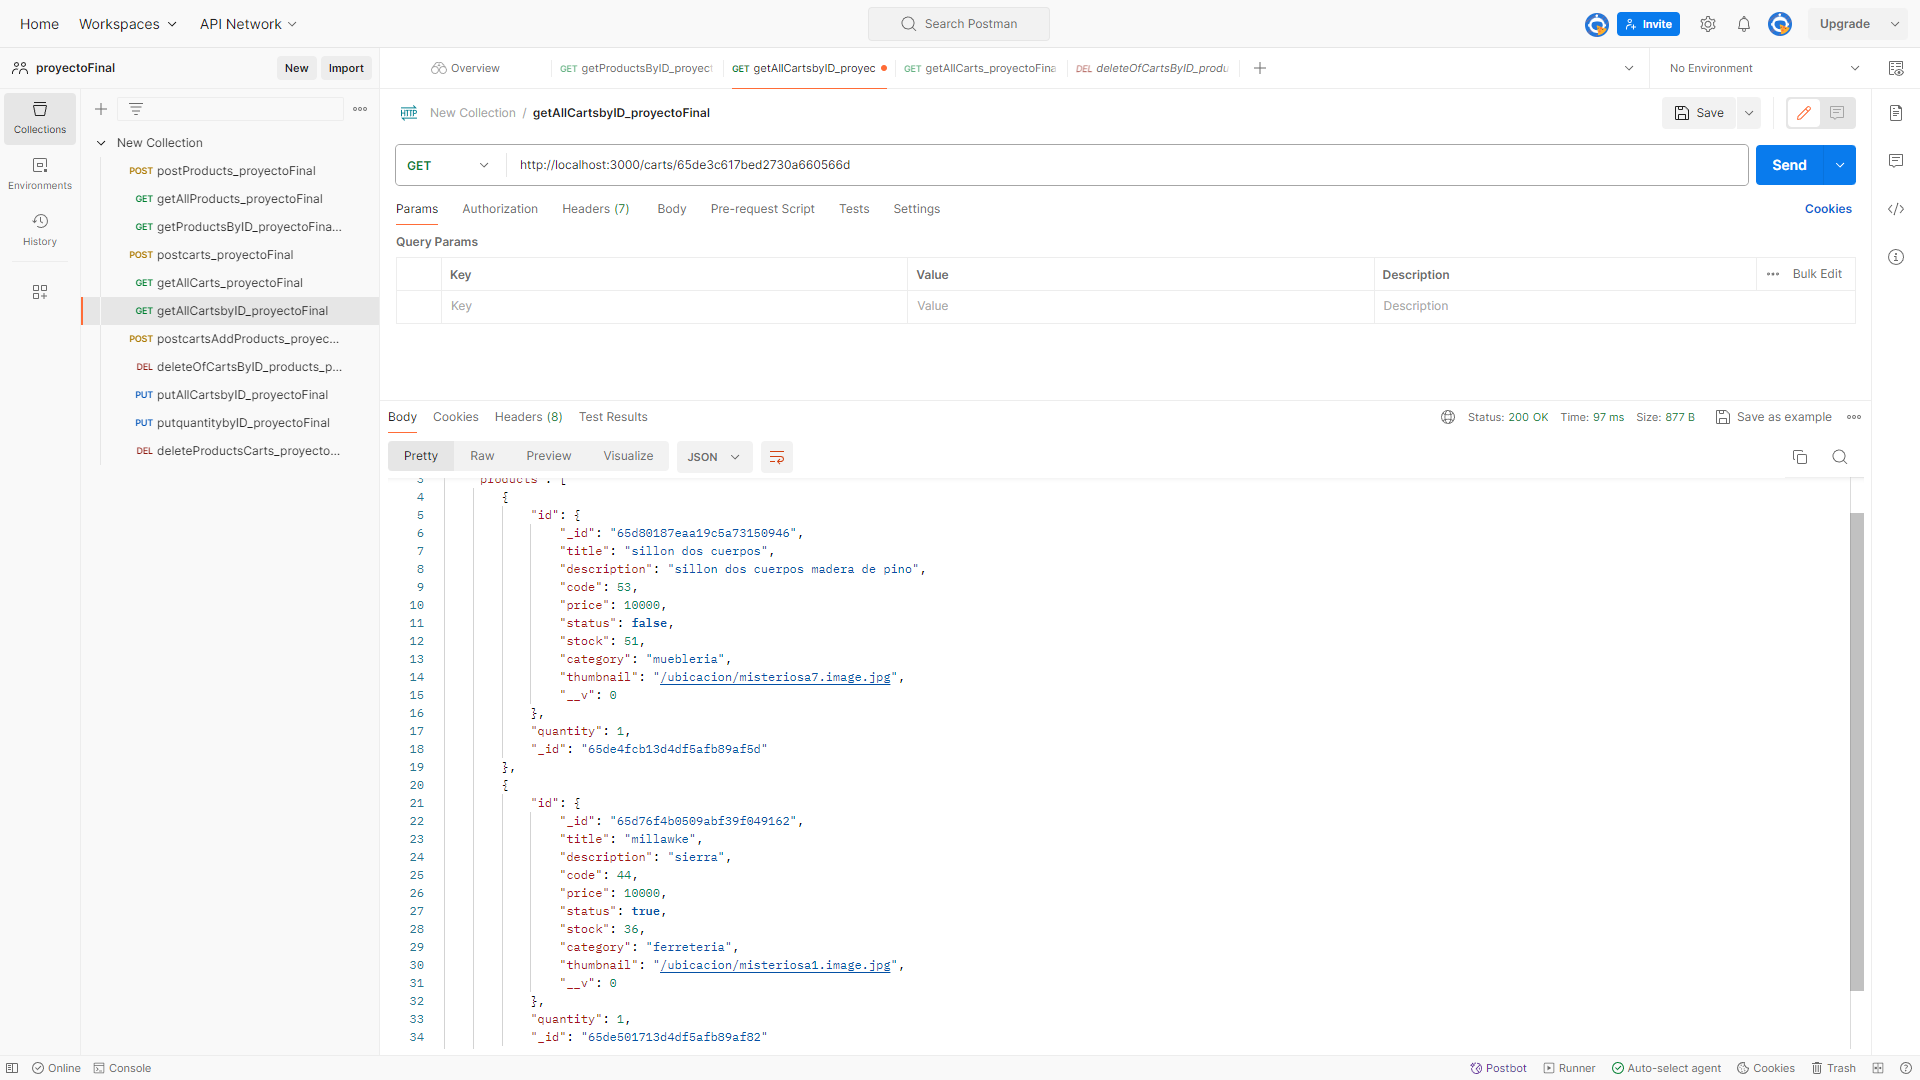 Home
Workspaces
API Network
Search Postman
Invite
Upgrade
proyectoFinal
New
Import
Overview
GET getProductsByID_proyect
GET getAllCartsbyID_proyec
GET getAllCarts_proyectoFina
DEL deleteOfCartsByID_produ
No Environment
Collections
Environments
History
New Collection
POST postProducts_proyectoFinal
GET getAllProducts_proyectoFinal
GET getProductsByID_proyectoFina...
POST postcarts_proyectoFinal
GET getAllCarts_proyectoFinal
GET getAllCartsbyID_proyectoFinal
POST postcartsAddProducts_proyec...
DEL deleteOfCartsByID_products_p...
PUT putAllCartsbyID_proyectoFinal
PUT putquantitybyID_proyectoFinal
DEL deleteProductsCarts_proyecto...
HTTP New Collection / getAllCartsbyID_proyectoFinal
Save
GET http://localhost:3000/carts/65de3c617bed2730a660566d
Send
Params Authorization Headers (7) Body Pre-request Script Tests Settings
Cookies
Query Params
Key Value Description Bulk Edit
Key Value Description
Body Cookies Headers (8) Test Results
Status: 200 OK Time: 97 ms Size: 877 B
Save as example
Pretty Raw Preview Visualize JSON
3 "products": [
4 {
5 "id": {
6 "_id": "65d80187eaa19c5a73150946",
7 "title": "sillon dos cuerpos",
8 "description": "sillon dos cuerpos madera de pino",
9 "code": 53,
10 "price": 10000,
11 "status": false,
12 "stock": 51,
13 "category": "muebleria",
14 "thumbnail": "/ubicacion/misteriosa7.image.jpg",
15 "__v": 0
16 },
17 "quantity": 1,
18 "_id": "65de4fcb13d4df5afb89af5d"
19 },
20 {
21 "id": {
22 "_id": "65d76f4b0509abf39f049162",
23 "title": "millawke",
24 "description": "sierra",
25 "code": 44,
26 "price": 10000,
27 "status": true,
28 "stock": 36,
29 "category": "ferreteria",
30 "thumbnail": "/ubicacion/misteriosa1.image.jpg",
31 "__v": 0
32 },
33 "quantity": 1,
34 "_id": "65de501713d4df5afb89af82"
Online
Console
Postbot
Runner
Auto-select agent
Cookies
Trash